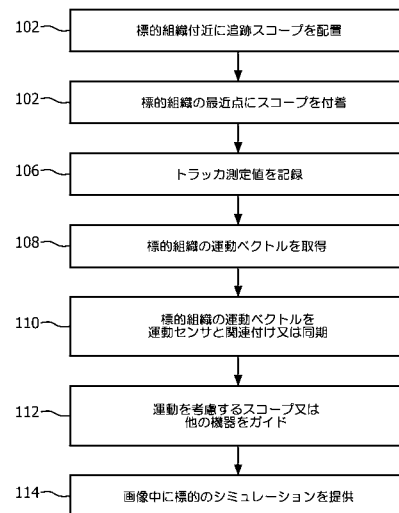 102
標的組織付近に追跡スコープを配置
102
標的組織の最近点にスコープを付着
106
トラッカ測定値を記録
108
標的組織の運動ベクトルを取得
110
標的組織の運動ベクトルを
運動センサと関連付け又は同期
112
運動を考慮するスコープ又は
他の機器をガイド
114
画像中に標的のシミュレーションを提供